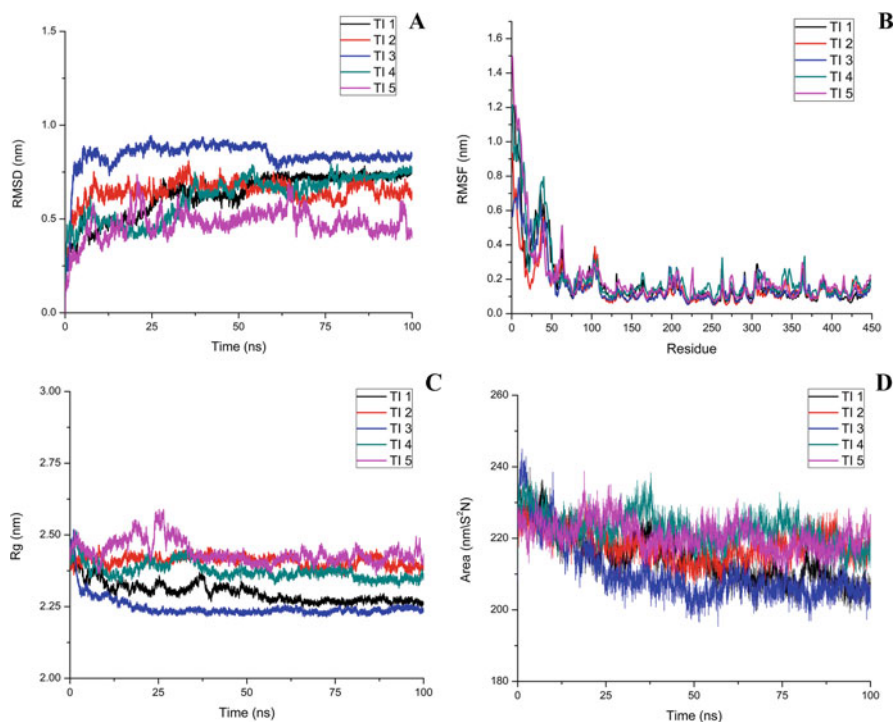 A
TI 1
TI 2
TI 3
TI 4
TI 5
1.5
1.0
0.5
0.0
RMSD (nm)
0 25 50 75 100
Time (ns)
B
TI 1
TI 2
TI 3
TI 4
TI 5
1.6
1.4
1.2
1.0
0.8
0.6
0.4
0.2
0.0
RMSF (nm)
0 50 100 150 200 250 300 350 400 450
Residue
C
TI 1
TI 2
TI 3
TI 4
TI 5
3.00
2.75
2.50
2.25
2.00
Rg (nm)
0 25 50 75 100
Time (ns)
D
TI 1
TI 2
TI 3
TI 4
TI 5
260
240
220
200
180
Area (nm\S^2N)
0 25 50 75 100
Time (ns)